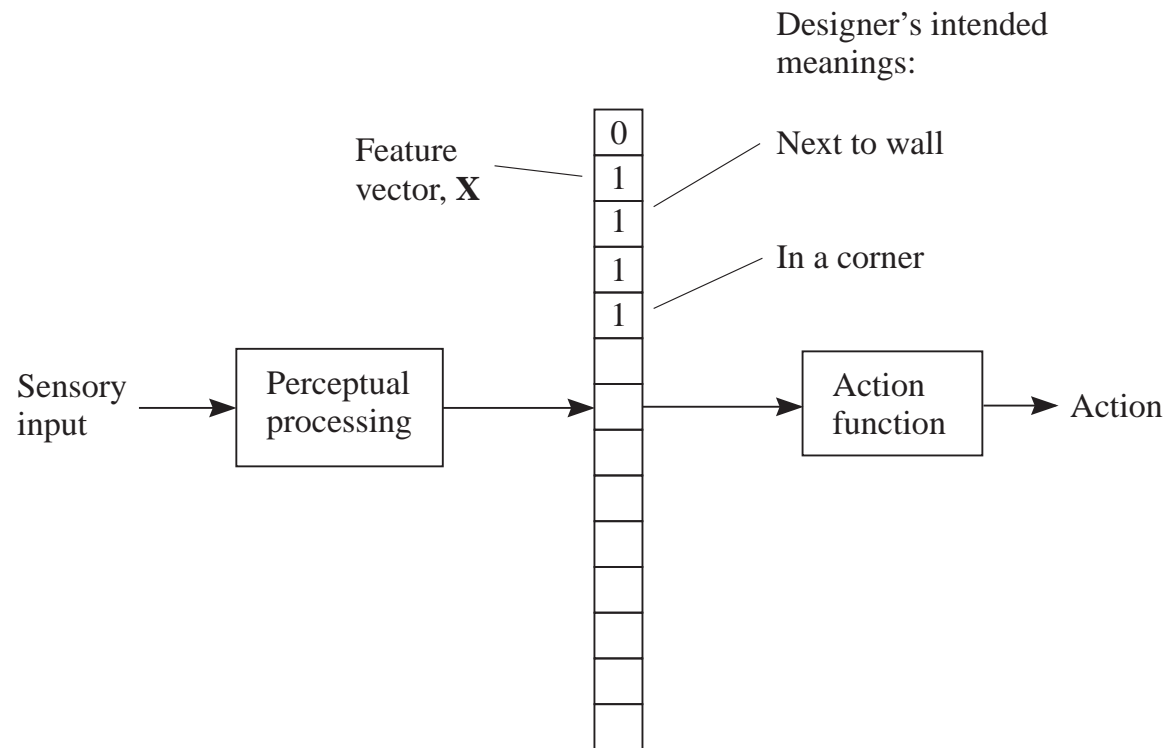 Designer’s intended
meanings:
0
Feature
vector, X
Next to wall
1
1
1
In a corner
1
Sensory
input
Perceptual
processing
Action
function
Action